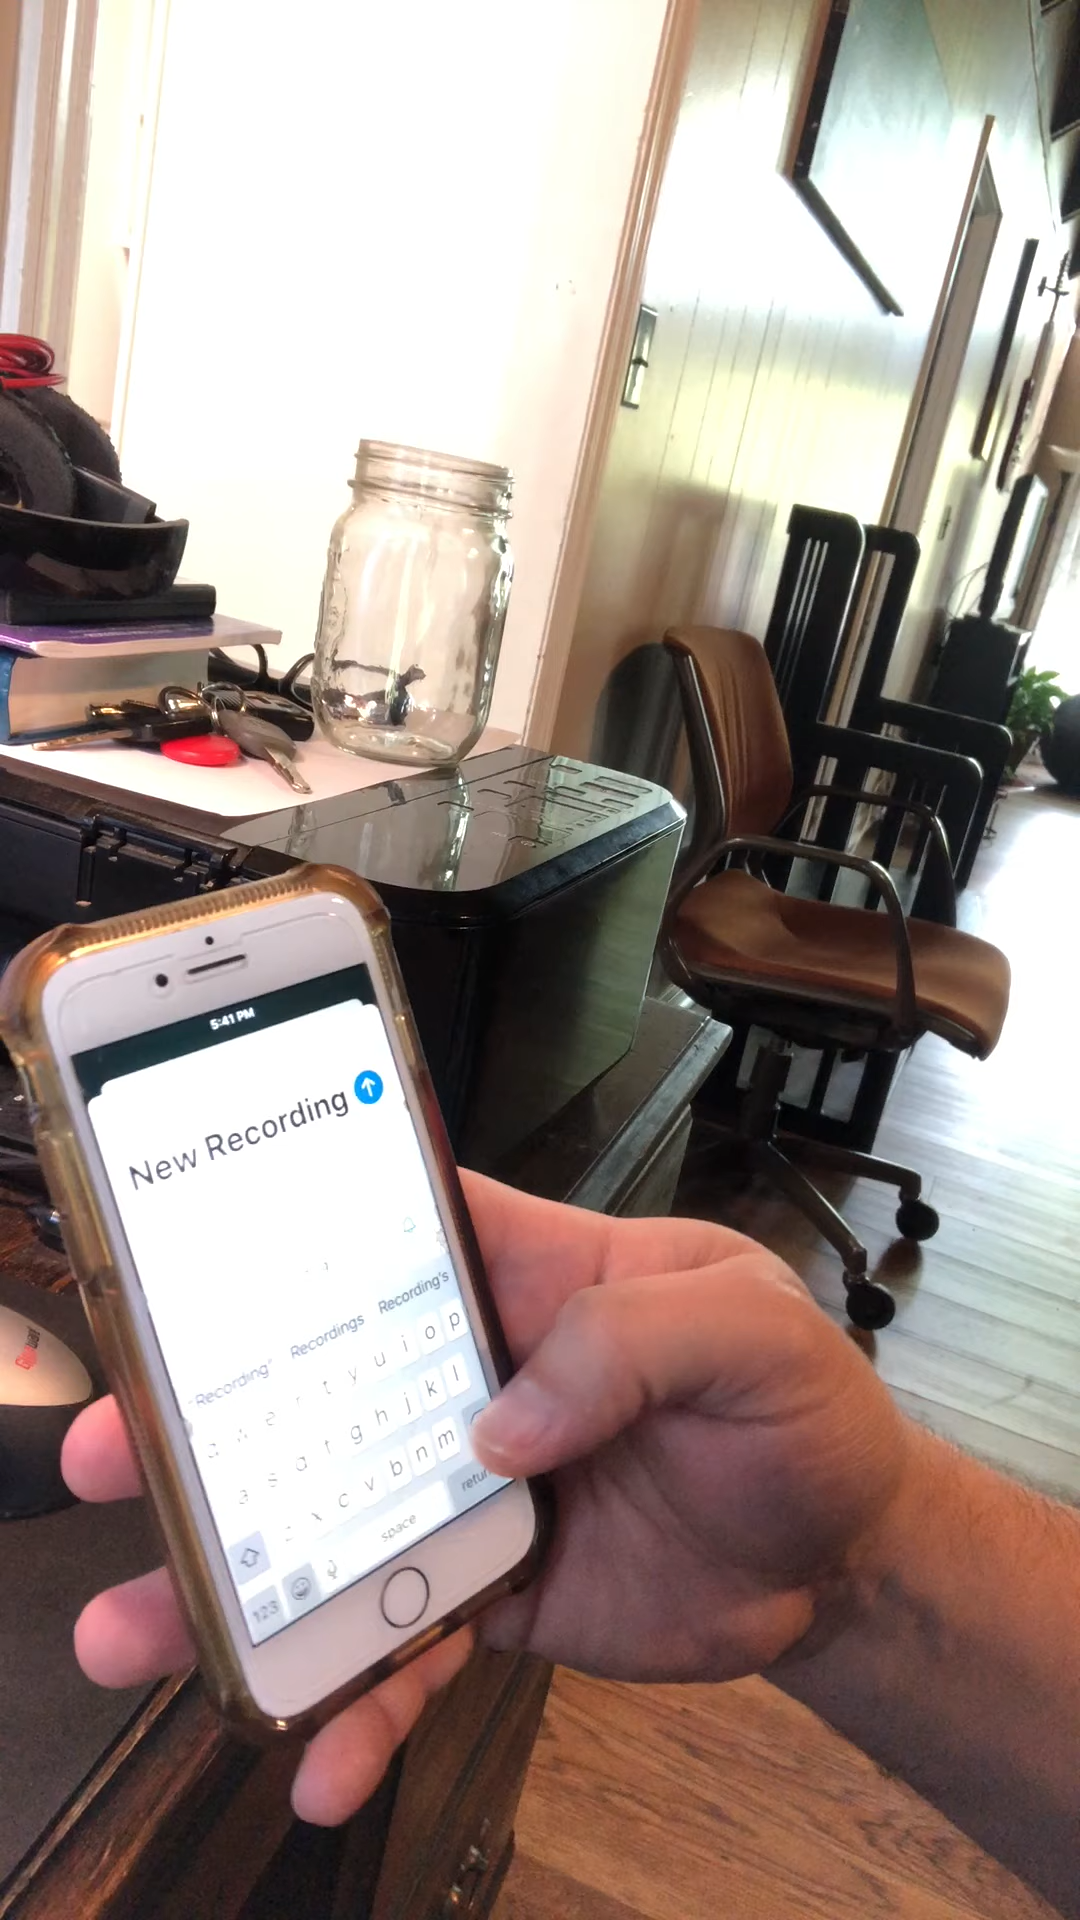 5:41 PM
New Recording
"Recording" Recordings Recording's
y u i o p
a s g h j k l
x c v b n m
123 space